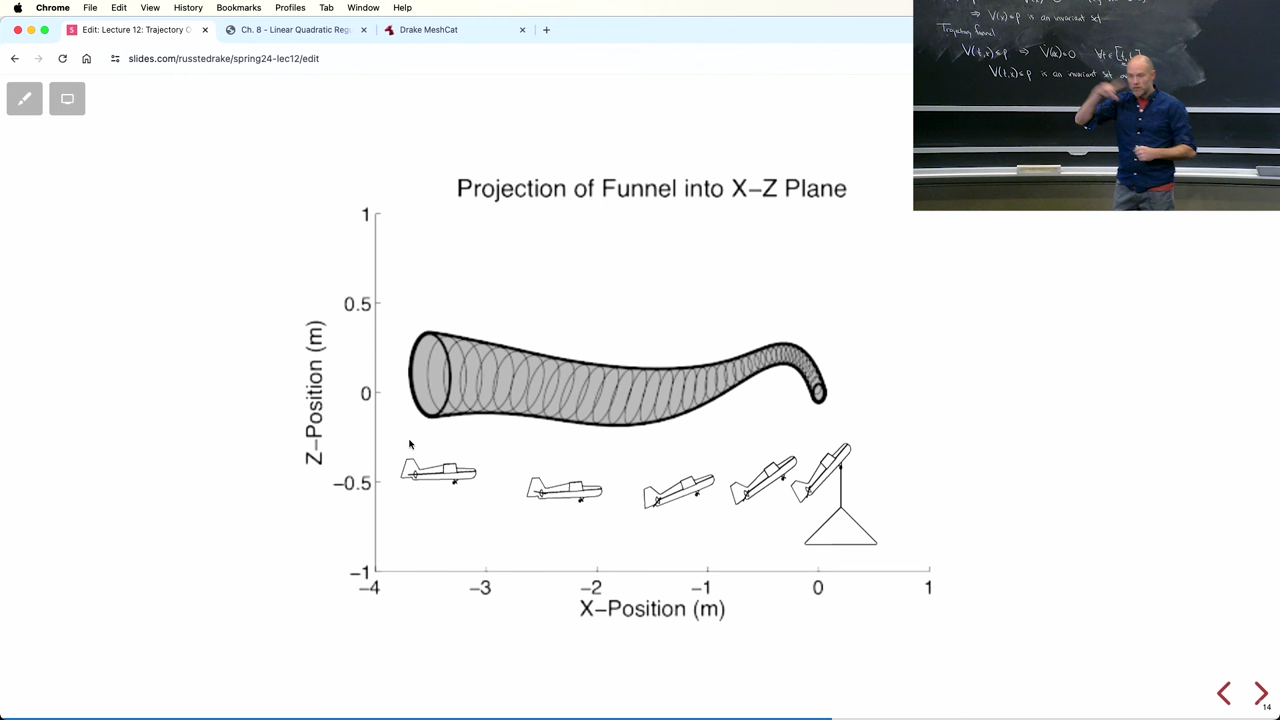 Chrome File Edit View History Bookmarks Profiles Tab Window Help
Edit: Lecture 12: Trajectory O
Ch. 8 - Linear Quadratic Reg
Drake MeshCat
slides.com/russtedrake/spring24-lec12/edit
⇒ V(x)≤ρ is an invariant set
Trajectory funnel
V(t,x)≤ρ ⇒
V(t,x)≤ρ is an invariant set
Projection of Funnel into X–Z Plane
Z–Position (m)
1
0.5
0
−0.5
−1
−4 −3 −2 −1 0 1
X–Position (m)
14